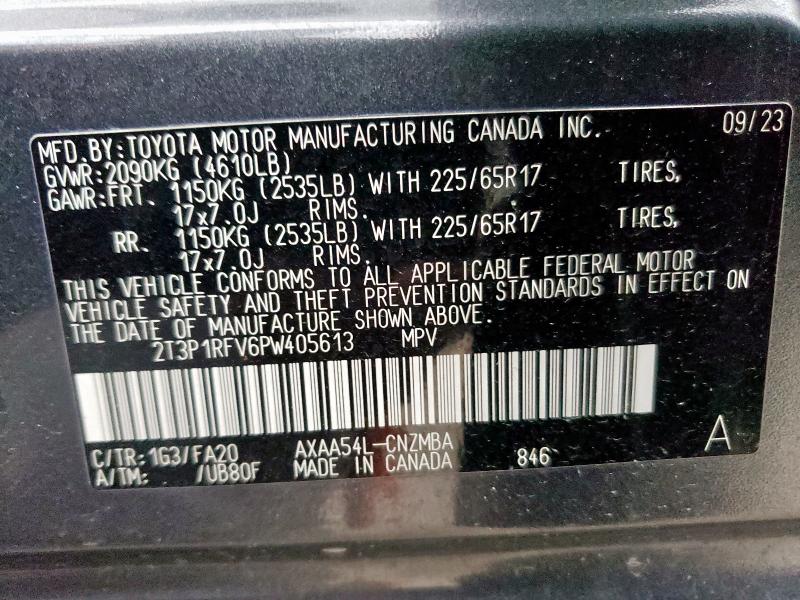 MFD.BY:TOYOTA MOTOR MANUFACTURING CANADA INC. 09/23
GVWR:2090KG (4610LB)
GAWR:FRT. 1150KG (2535LB) WITH 225/65R17 TIRES,
17x7.0J RIMS.
RR. 1150KG (2535LB) WITH 225/65R17 TIRES,
17x7.0J RIMS.
THIS VEHICLE CONFORMS TO ALL APPLICABLE FEDERAL MOTOR
VEHICLE SAFETY AND THEFT PREVENTION STANDARDS IN EFFECT ON
THE DATE OF MANUFACTURE SHOWN ABOVE.
2T3P1RFV6PW405613 MPV
C/TR:1G3/FA20 AXAA54L-CNZMBA 846 A
A/TM: /UB80F MADE IN CANADA